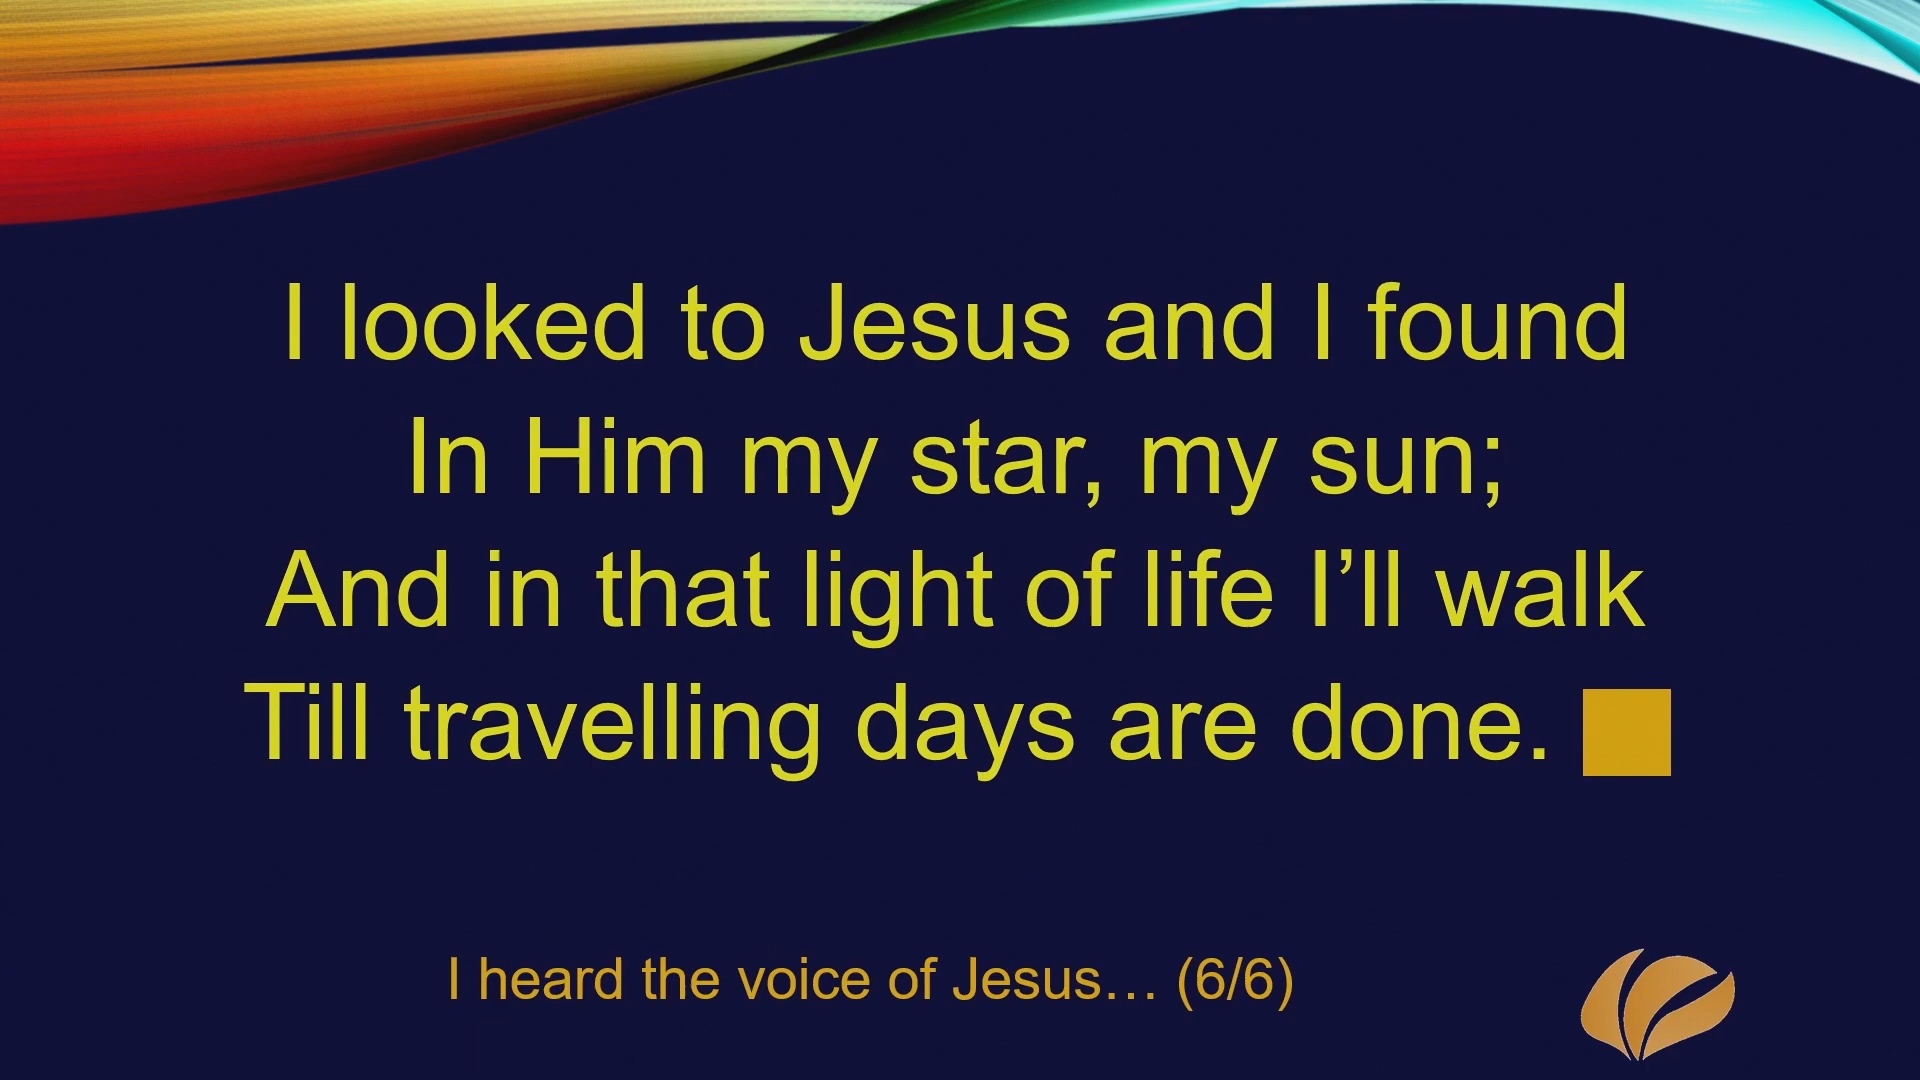 I looked to Jesus and I found
In Him my star, my sun;
And in that light of life I’ll walk
Till travelling days are done.
I heard the voice of Jesus… (6/6)